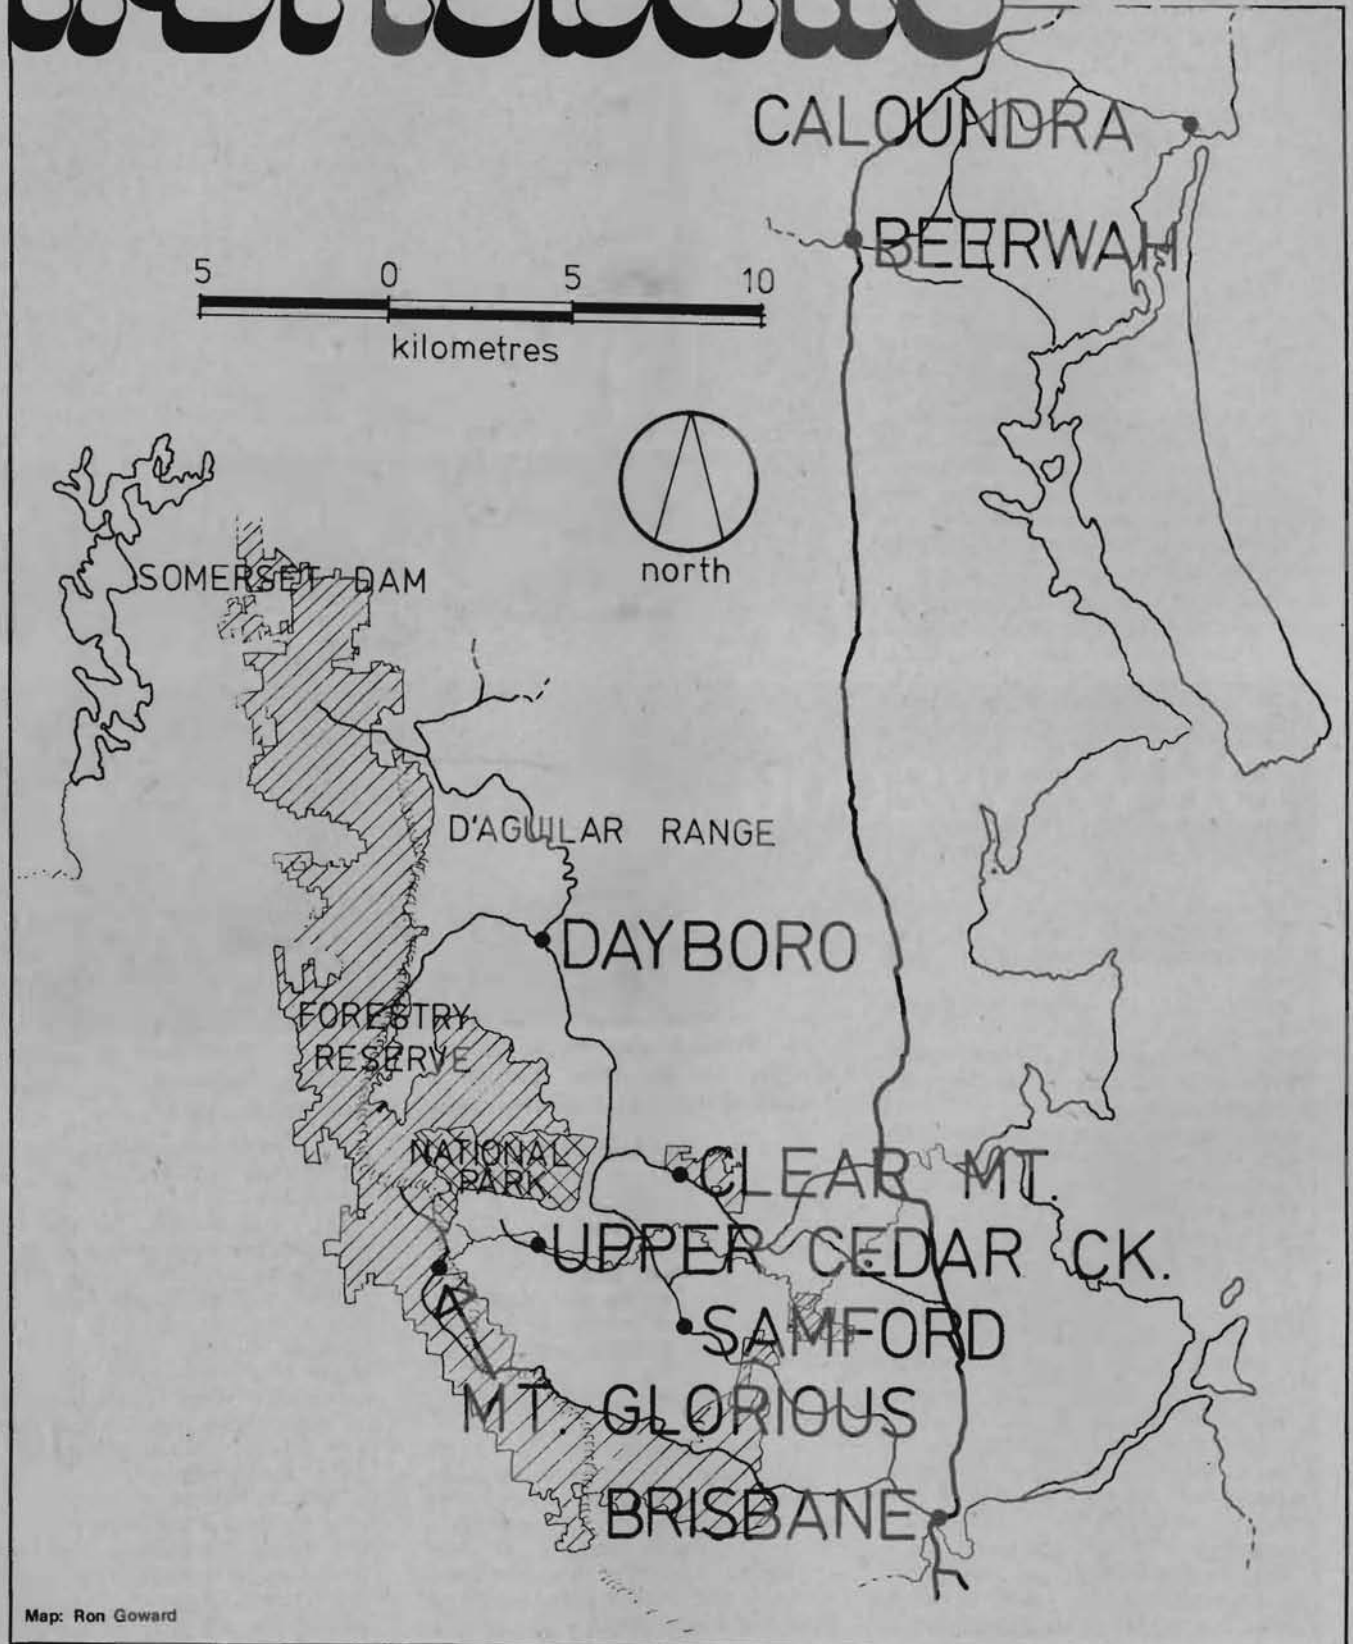 CALOUNDRA
BEERWAH
5 0 5 10
kilometres
north
SOMERSET DAM
D'AGUILAR RANGE
DAYBORO
FORESTRY
RESERVE
NATIONAL
PARK
CLEAR MT.
UPPER CEDAR CK.
SAMFORD
MT. GLORIOUS
BRISBANE
Map: Ron Goward